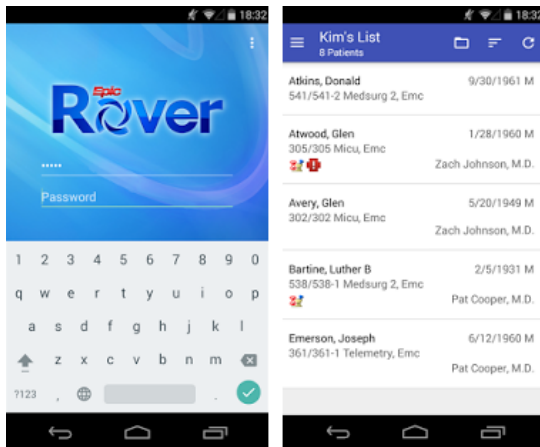 18:32
Epic
Rover
•••••
Password
1 2 3 4 5 6 7 8 9 0
q w e r t y u i o p
a s d f g h j k l
z x c v b n m
?123 , .
18:32
Kim's List
8 Patients
Atkins, Donald 9/30/1961 M
541/541-2 Medsurg 2, Emc
Atwood, Glen 1/28/1960 M
305/305 Micu, Emc
Zach Johnson, M.D.
Avery, Glen 5/20/1949 M
302/302 Micu, Emc
Zach Johnson, M.D.
Bartine, Luther B 2/5/1931 M
538/538-1 Medsurg 2, Emc
Pat Cooper, M.D.
Emerson, Joseph 6/12/1960 M
361/361-1 Telemetry, Emc
Pat Cooper, M.D.